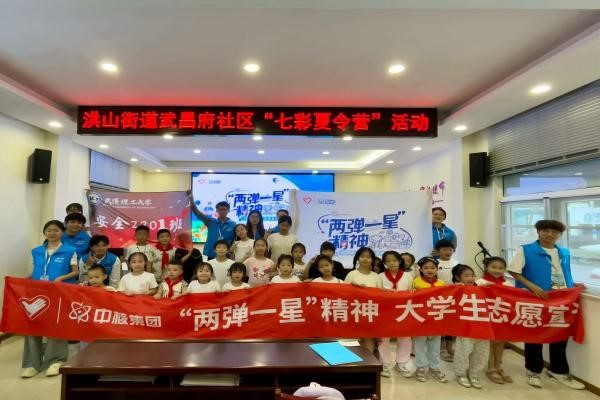 洪山街道武昌府社区“七彩夏令营”活动
武汉理工大学
安全2201班
“两弹一星”
精神
“两弹一星”
精神
中核集团 “两弹一星”精神 大学生志愿宣